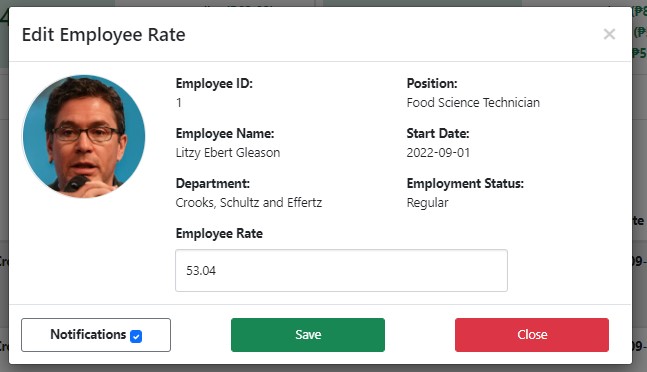 Edit Employee Rate ×
Employee ID:
1
Position:
Food Science Technician
Employee Name:
Litzy Ebert Gleason
Start Date:
2022-09-01
Department:
Crooks, Schultz and Effertz
Employment Status:
Regular
Employee Rate
53.04
Notifications
Save
Close